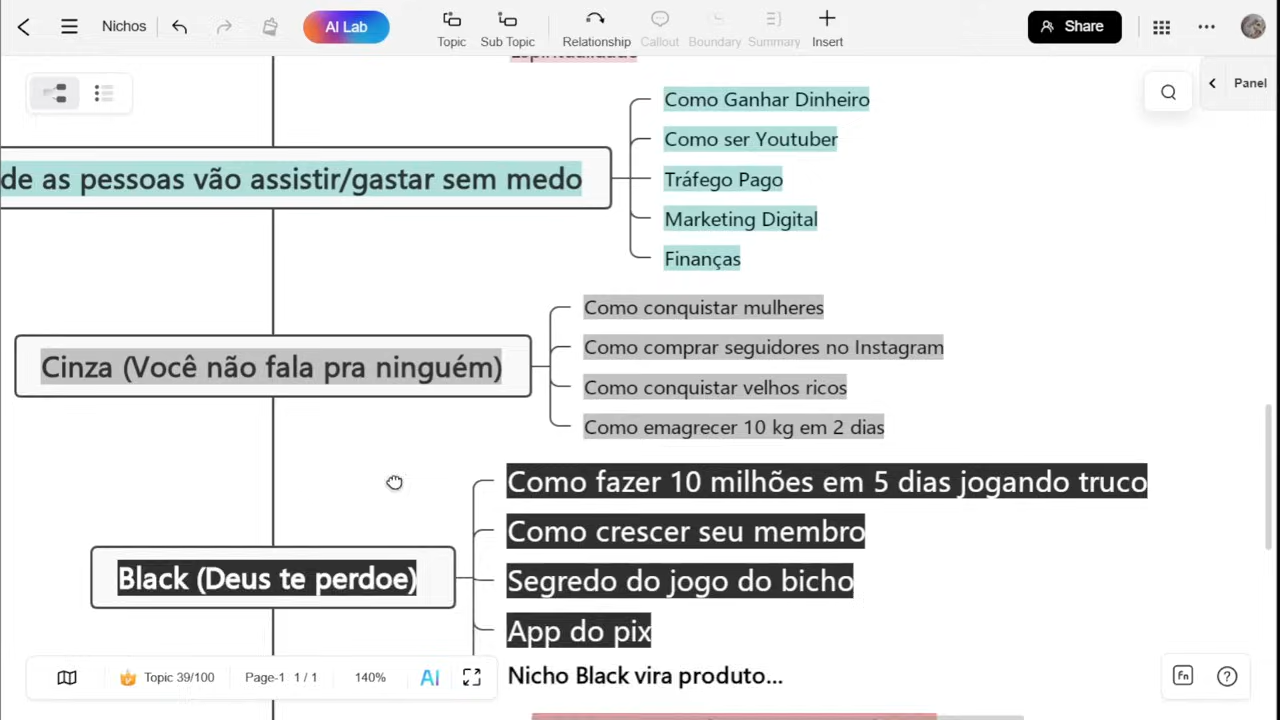 Nichos
AI Lab
Topic
Sub Topic
Relationship
Callout
Boundary
Summary
Insert
Share
Panel
Espiritualidade
Como Ganhar Dinheiro
Como ser Youtuber
de as pessoas vão assistir/gastar sem medo
Tráfego Pago
Marketing Digital
Finanças
Como conquistar mulheres
Como comprar seguidores no Instagram
Cinza (Você não fala pra ninguém)
Como conquistar velhos ricos
Como emagrecer 10 kg em 2 dias
Como fazer 10 milhões em 5 dias jogando truco
Como crescer seu membro
Black (Deus te perdoe)
Segredo do jogo do bicho
App do pix
Nicho Black vira produto...
Topic 39/100
Page-1 1 / 1
140%
AI
Fn